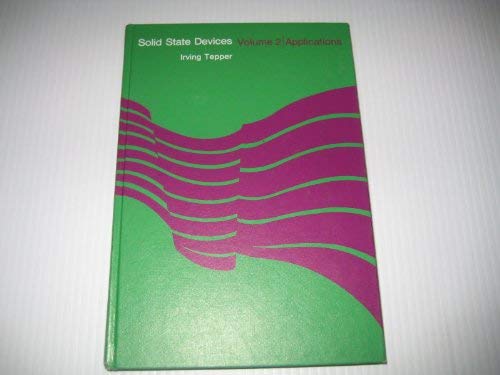 Solid State Devices Volume 2 | Applications
Irving Tepper